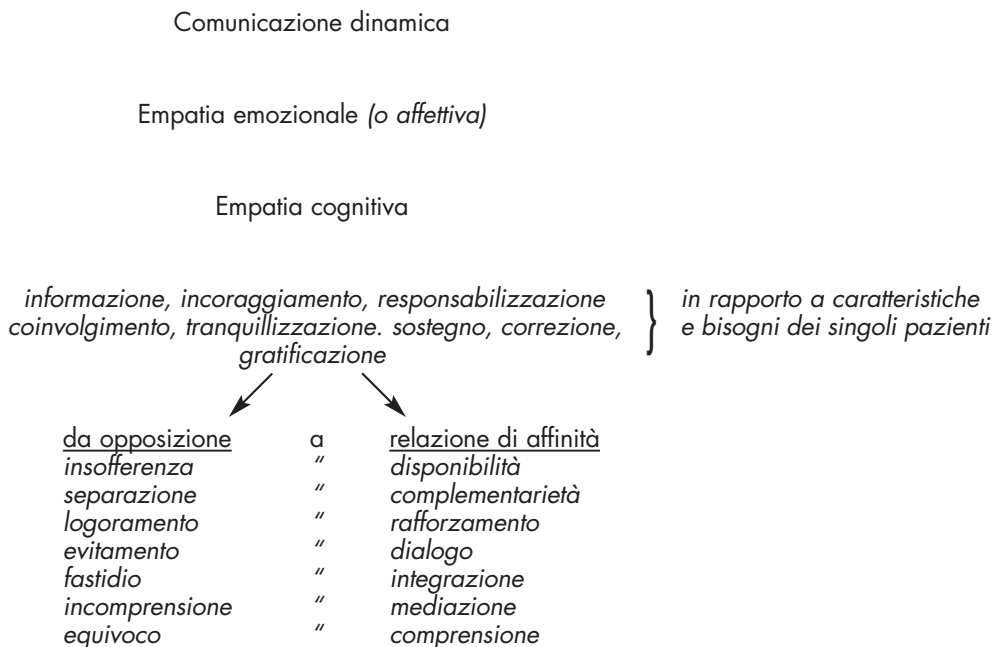 Comunicazione dinamica
Empatia emozionale (o affettiva)
Empatia cognitiva
informazione, incoraggiamento, responsabilizzazione
coinvolgimento, tranquillizzazione. sostegno, correzione,
gratificazione
} in rapporto a caratteristiche
e bisogni dei singoli pazienti
da opposizione a relazione di affinità
insofferenza " disponibilità
separazione " complementarietà
logoramento " rafforzamento
evitamento " dialogo
fastidio " integrazione
incomprensione " mediazione
equivoco " comprensione